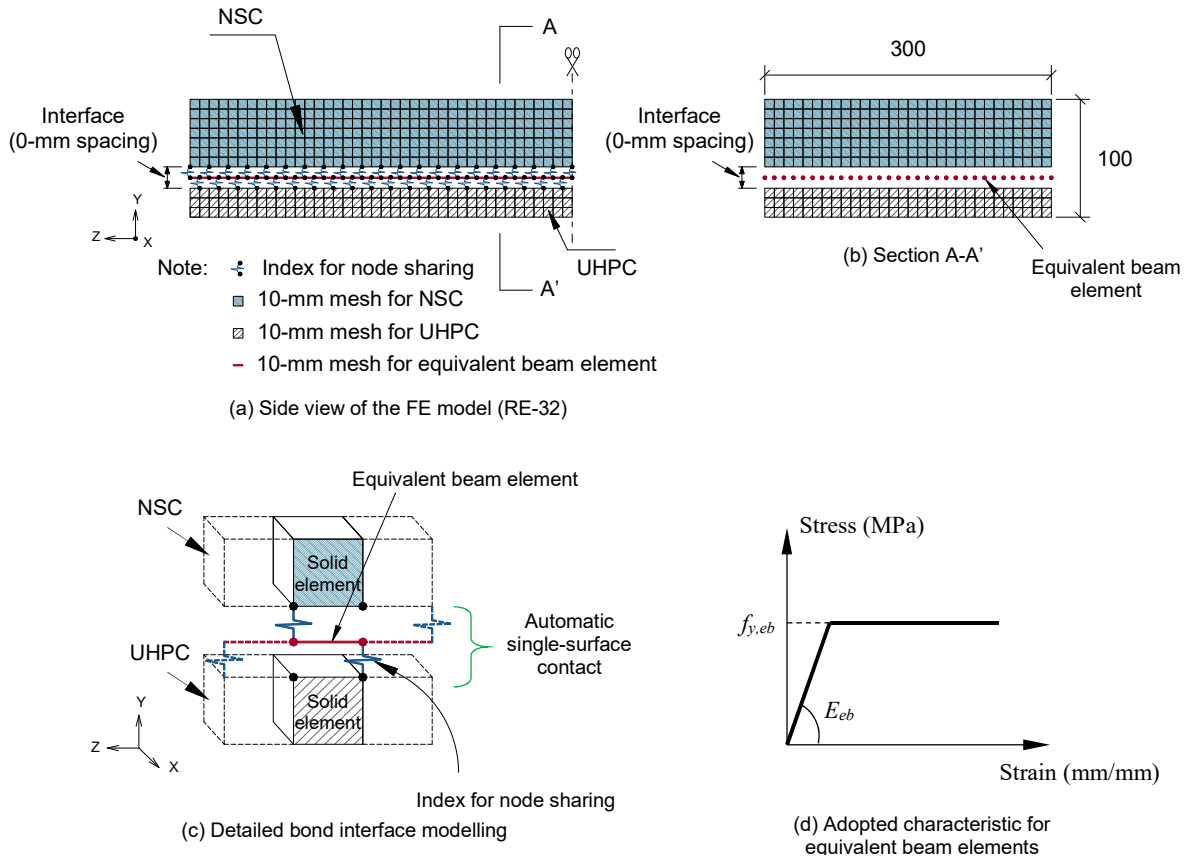 NSC
A
Interface
(0-mm spacing)
Y
Z
X
UHPC
A'
Note:
Index for node sharing
10-mm mesh for NSC
10-mm mesh for UHPC
10-mm mesh for equivalent beam element
(a) Side view of the FE model (RE-32)
300
Interface
(0-mm spacing)
100
(b) Section A-A'
Equivalent beam
element
Equivalent beam element
NSC
Solid
element
UHPC
Solid
element
Automatic
single-surface
contact
Y
Z
X
Index for node sharing
(c) Detailed bond interface modelling
Stress (MPa)
fy,eb
Eeb
Strain (mm/mm)
(d) Adopted characteristic for
equivalent beam elements